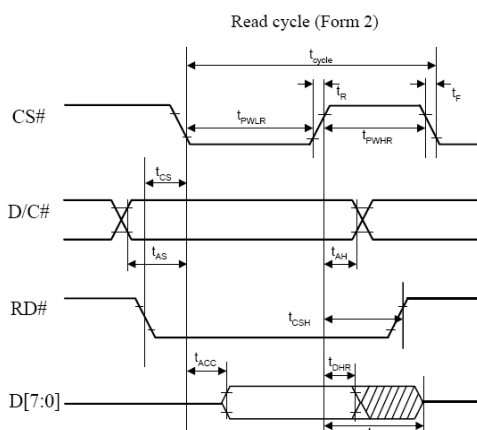 Read cycle (Form 2)
tcycle
tR
tF
CS#
tPWLR
tPWHR
tCS
D/C#
tAS
tAH
RD#
tCSH
tACC
tDHR
D[7:0]